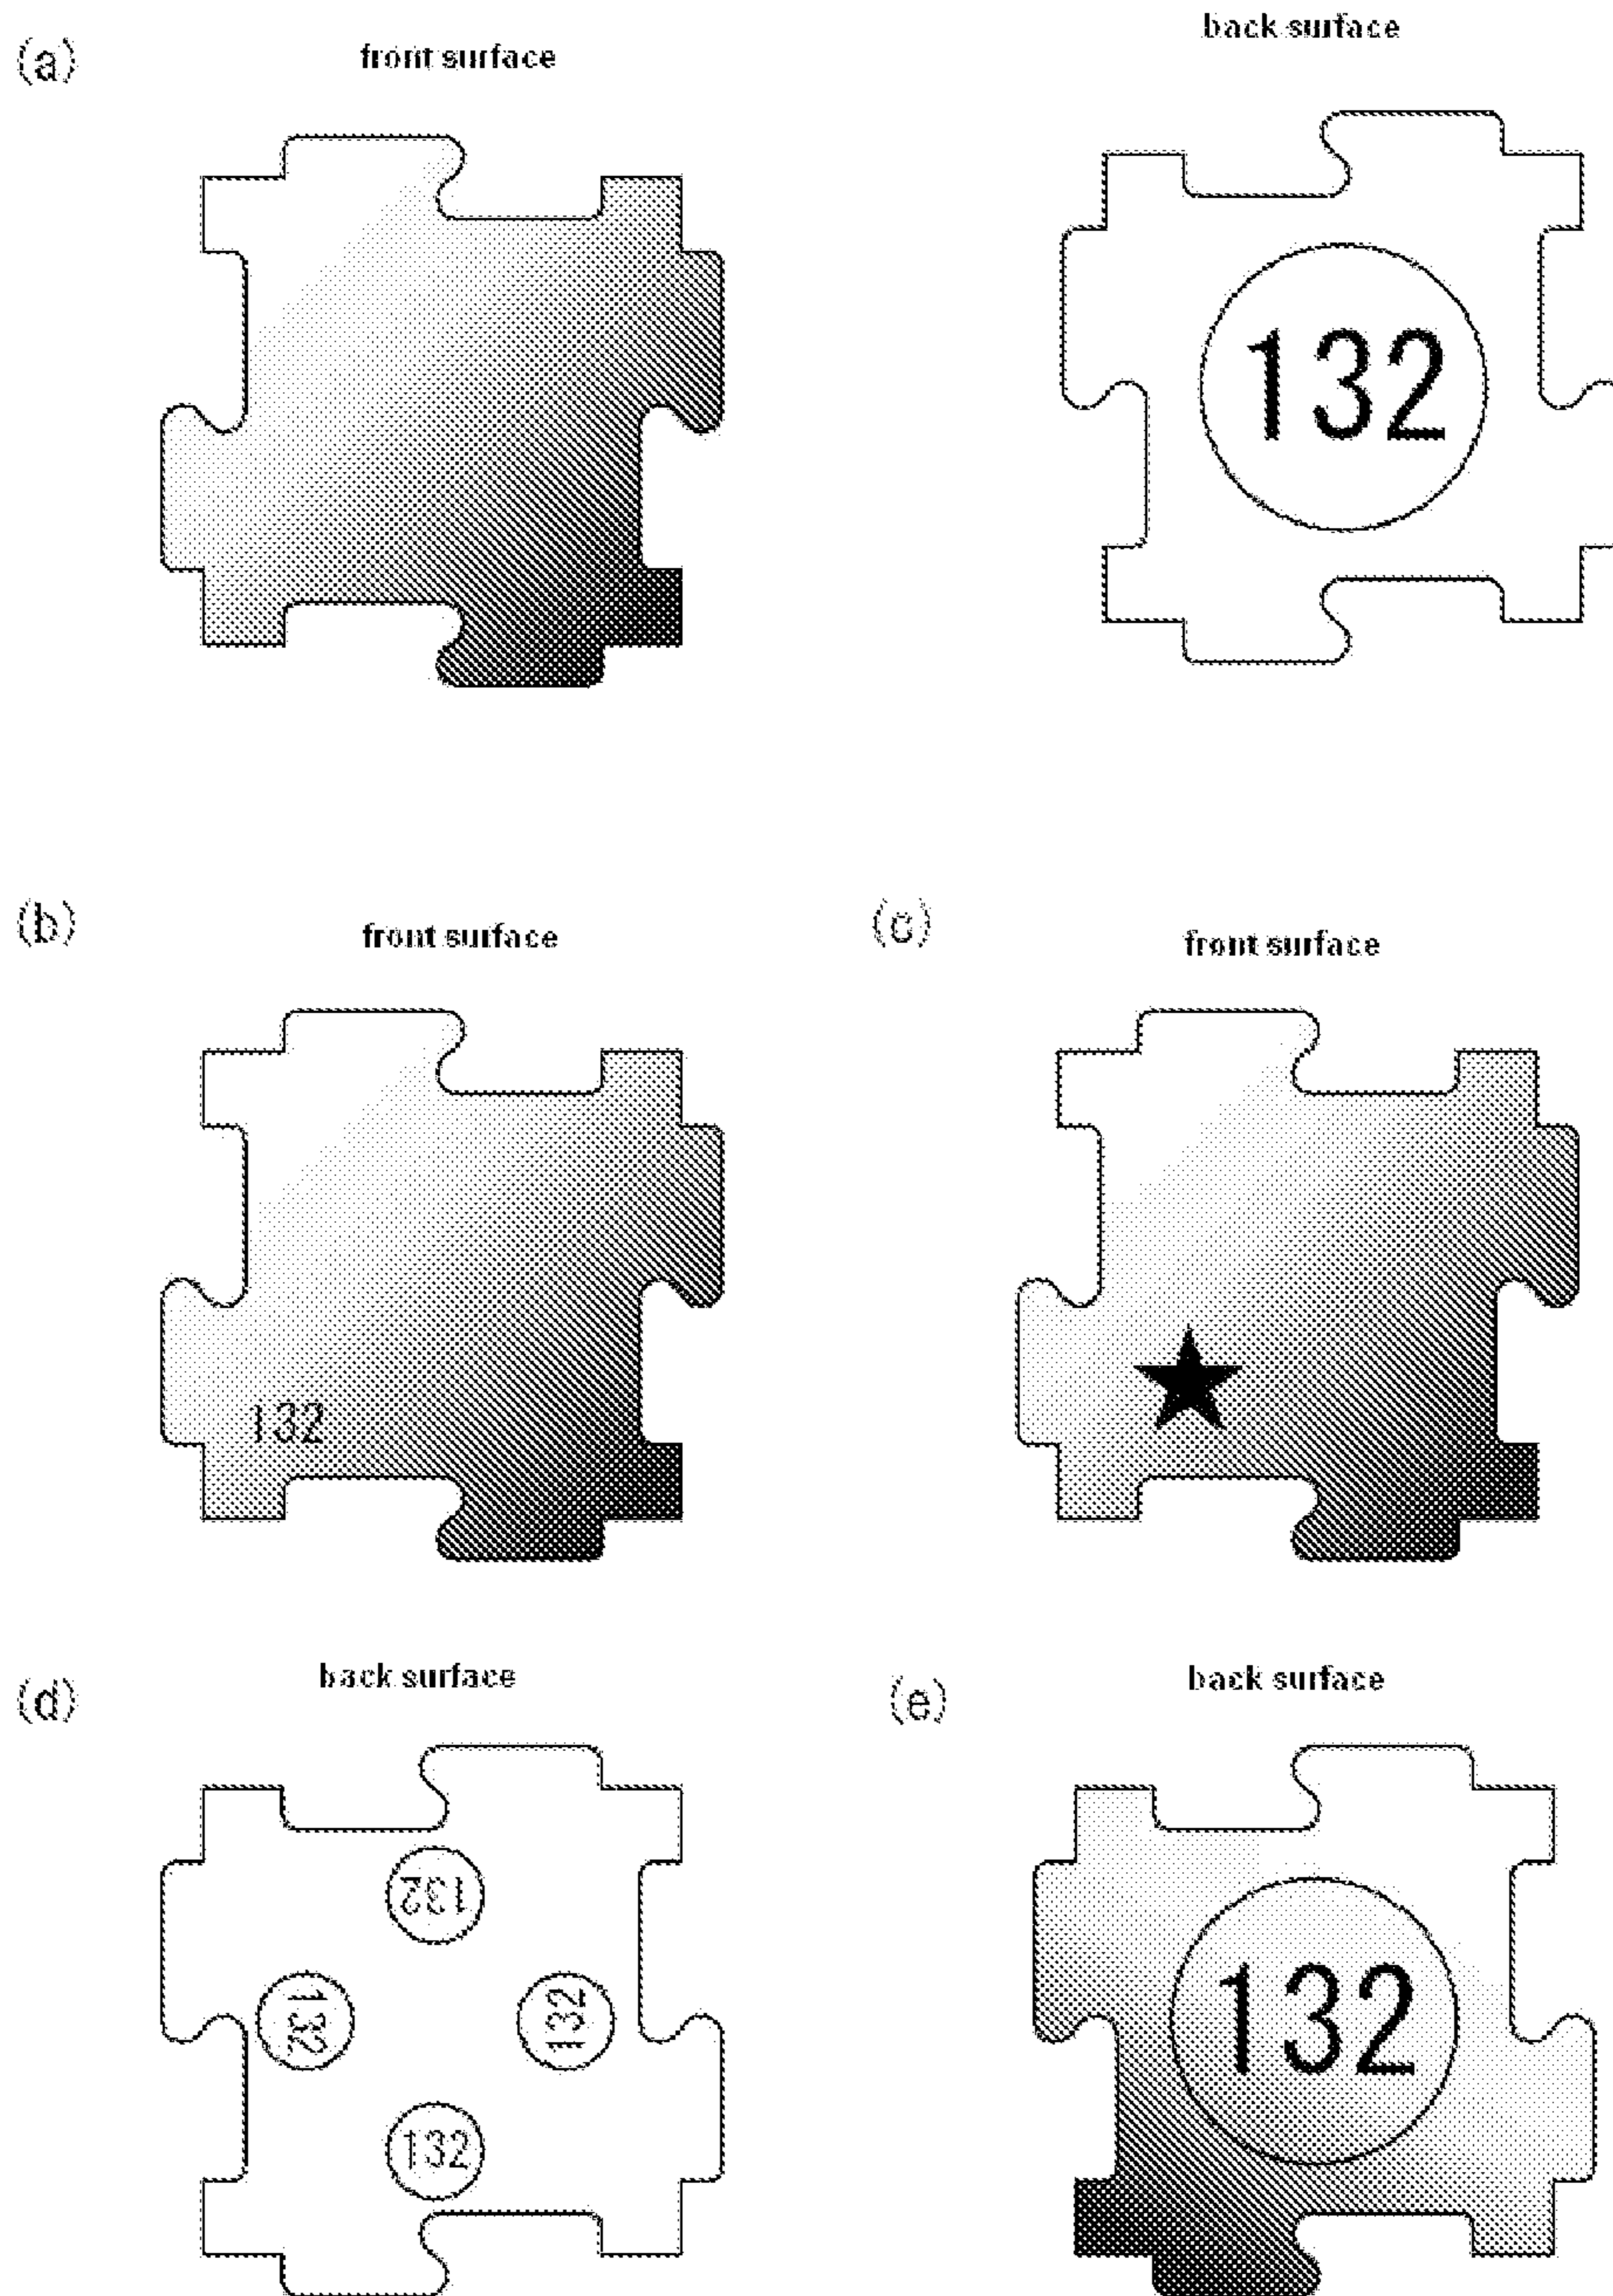 (a)
front surface
back surface
132
(b)
front surface
132
(c)
front surface
(d)
back surface
132
132
132
132
(e)
back surface
132